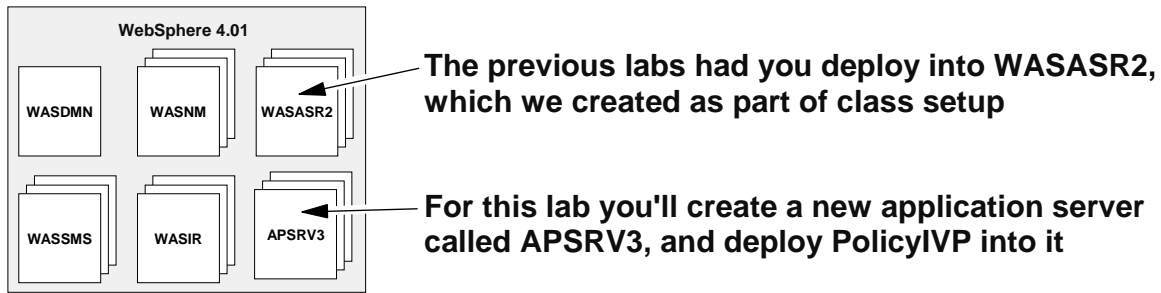 WebSphere 4.01
WASDMN
WASNM
WASASR2
WASSMS
WASIR
APSRV3
The previous labs had you deploy into WASASR2,
which we created as part of class setup
For this lab you'll create a new application server
called APSRV3, and deploy PolicyIVP into it